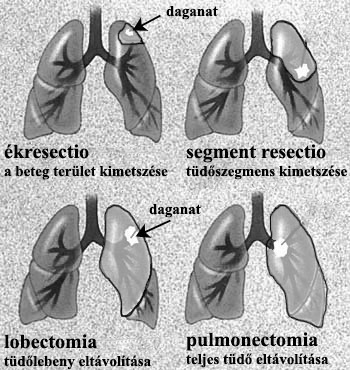 daganat
ékresectio
a beteg terület kimetszése
segment resectio
tüdőszegmens kimetszése
daganat
lobectomia
tüdőlebeny eltávolítása
pulmonectomia
teljes tüdő eltávolítása